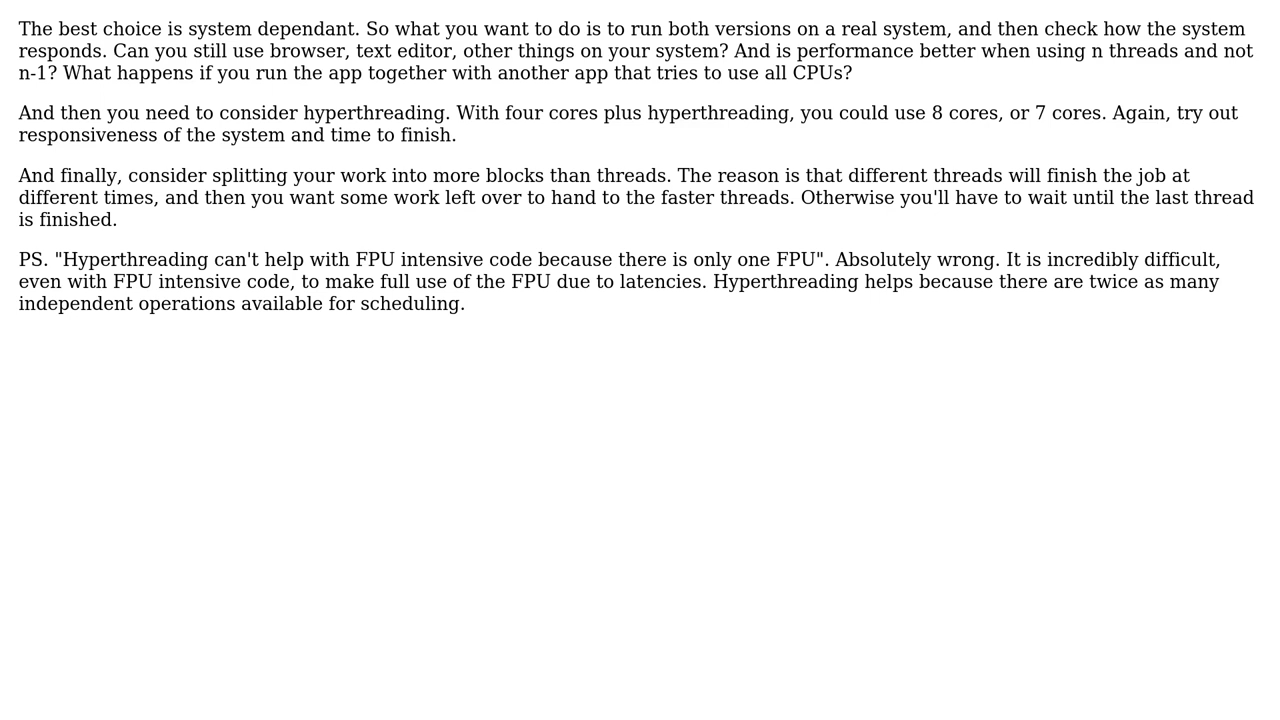 The best choice is system dependant. So what you want to do is to run both versions on a real system, and then check how the system
responds. Can you still use browser, text editor, other things on your system? And is performance better when using n threads and not
n-1? What happens if you run the app together with another app that tries to use all CPUs?
And then you need to consider hyperthreading. With four cores plus hyperthreading, you could use 8 cores, or 7 cores. Again, try out
responsiveness of the system and time to finish.
And finally, consider splitting your work into more blocks than threads. The reason is that different threads will finish the job at
different times, and then you want some work left over to hand to the faster threads. Otherwise you'll have to wait until the last thread
is finished.
PS. "Hyperthreading can't help with FPU intensive code because there is only one FPU". Absolutely wrong. It is incredibly difficult,
even with FPU intensive code, to make full use of the FPU due to latencies. Hyperthreading helps because there are twice as many
independent operations available for scheduling.